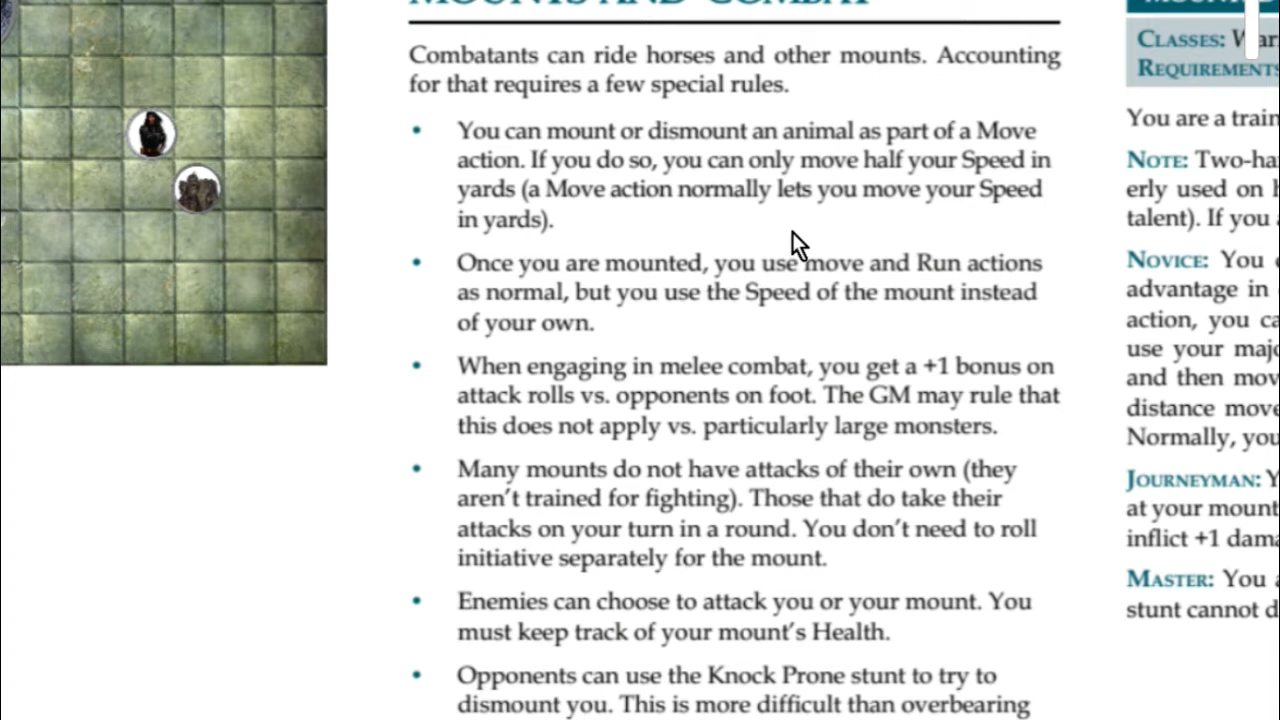 MOUNTS AND COMBAT
Combatants can ride horses and other mounts. Accounting
for that requires a few special rules.
• You can mount or dismount an animal as part of a Move
action. If you do so, you can only move half your Speed in
yards (a Move action normally lets you move your Speed
in yards).
• Once you are mounted, you use move and Run actions
as normal, but you use the Speed of the mount instead
of your own.
• When engaging in melee combat, you get a +1 bonus on
attack rolls vs. opponents on foot. The GM may rule that
this does not apply vs. particularly large monsters.
• Many mounts do not have attacks of their own (they
aren't trained for fighting). Those that do take their
attacks on your turn in a round. You don't need to roll
initiative separately for the mount.
• Enemies can choose to attack you or your mount. You
must keep track of your mount's Health.
• Opponents can use the Knock Prone stunt to try to
dismount you. This is more difficult than overbearing
CLASSES: War
REQUIREMENTS
You are a train
NOTE: Two-ha
erly used on
talent). If you
NOVICE: You
advantage in
action, you ca
use your majo
and then mov
distance move
Normally, you
JOURNEYMAN: Y
at your mount
inflict +1 dama
MASTER: You a
stunt cannot d